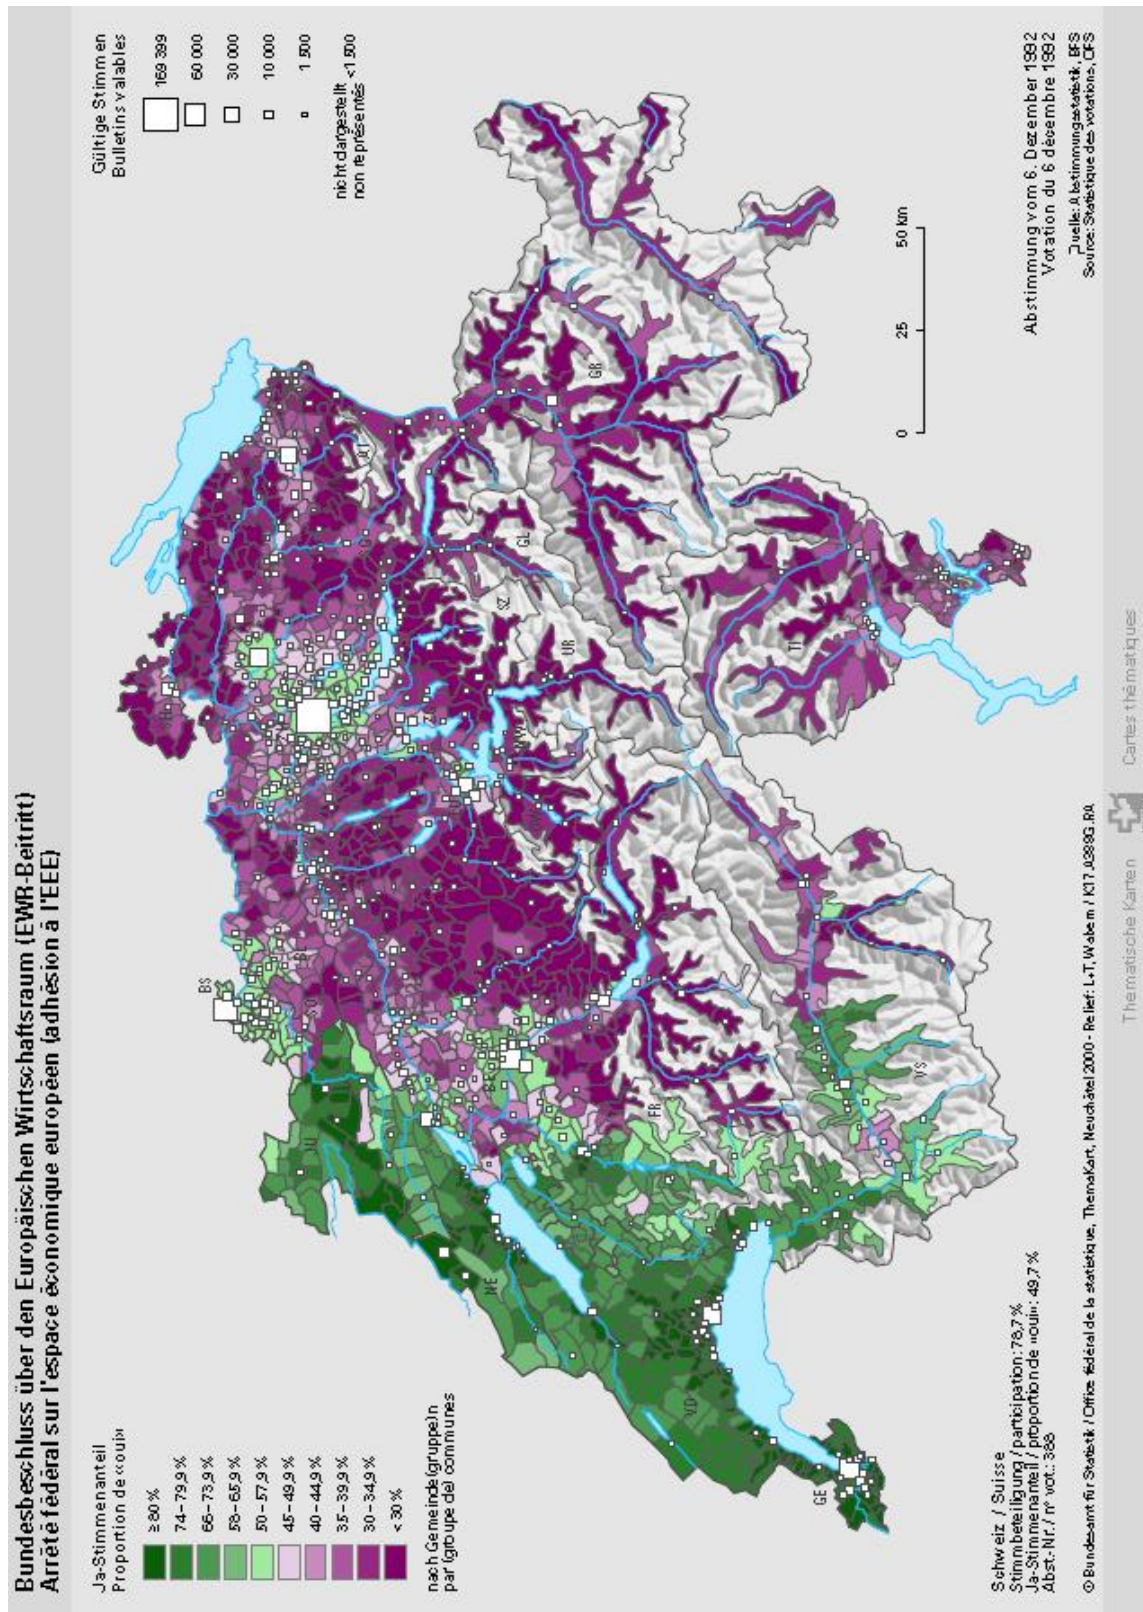 Bundesbeschluss über den Europäischen Wirtschaftsraum (EWR-Beitritt)
Arrêté fédéral sur l'espace économique européen (adhésion à l'EEE)
Ja-Stimmenanteil
Proportion de «oui»
≥80 %
74 – 79,9 %
66 – 73,9 %
58 – 65,9 %
50 – 57,9 %
45 – 49,9 %
40 – 44,9 %
35 – 39,9 %
30 – 34,9 %
<30 %
nach Gemeinde(gruppe)n
par (groupe de) communes
Gültige Stimmen
Bulletins valables
169 399
60 000
30 000
10 000
1 500
nicht dargestellt
non représentés <1 500
BS
JU
NE
FR
VD
GE
VS
TI
UR
SZ
GL
GR
0
25
50 km
Schweiz / Suisse
Stimmbeteiligung / participation: 78,7 %
Ja-Stimmenanteil / proportion de «oui»: 49,7 %
Abst.-Nr. / n° vot.: 388
Abstimmung vom 6. Dezember 1992
Votation du 6 décembre 1992
Quelle: Abstimmungsstatistik, BFS
Source: Statistique des votations, OFS
© Bundesamt für Statistik / Office fédéral de la statistique, ThemaKart, Neuchâtel 2000 - Relief: L+T, Wabern / K17
Thematische Karten
Cartes thématiques